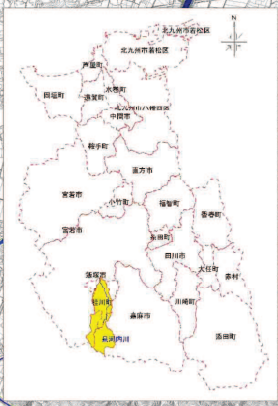 N
北九州市若松区
北九州市若松区
芦屋町
水巻町
岡垣町
遠賀町
北九州市八幡西区
中間市
鞍手町
直方市
宮若市
小竹町
福智町
香春町
宮若市
糸田町
田川市
大任町
赤村
飯塚市
桂川町
嘉麻市
川崎町
添田町
泉河内川